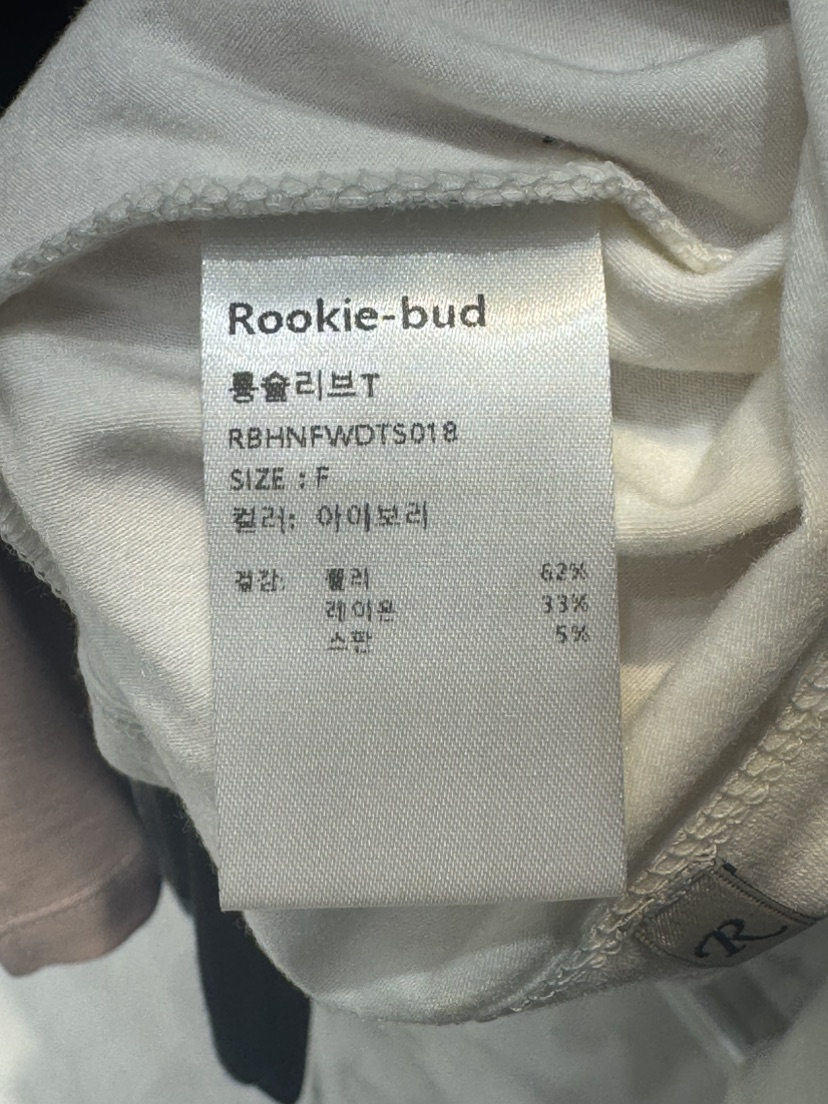 Rookie-bud
롱슬리브T
RBHNFWDTS018
SIZE : F
컬러: 아이보리
겉감: 폴리 62%
레이온 33%
스판 5%
R